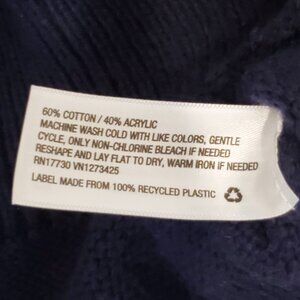 60% COTTON / 40% ACRYLIC
MACHINE WASH COLD WITH LIKE COLORS, GENTLE
CYCLE, ONLY NON-CHLORINE BLEACH IF NEEDED
RESHAPE AND LAY FLAT TO DRY, WARM IRON IF NEEDED
RN17730 VN1273425
LABEL MADE FROM 100% RECYCLED PLASTIC